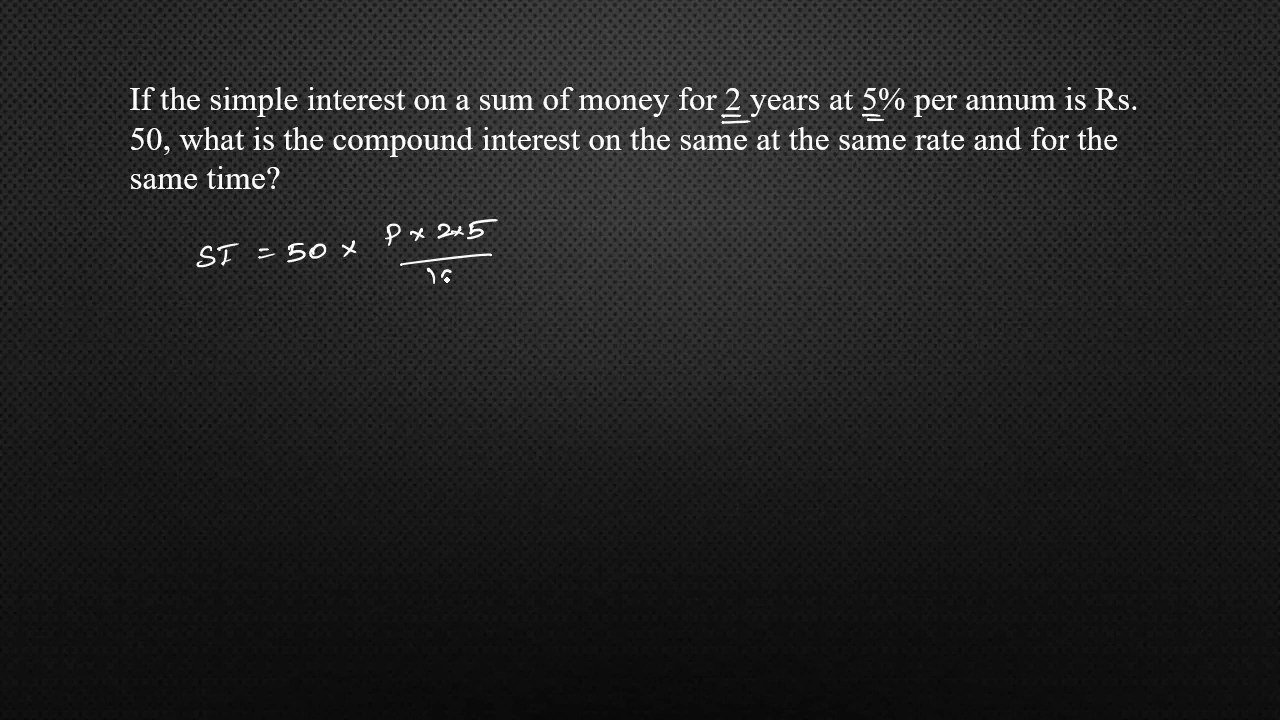 If the simple interest on a sum of money for 2 years at 5% per annum is Rs.
50, what is the compound interest on the same at the same rate and for the
same time?
SI = 50 × P × 2 × 5